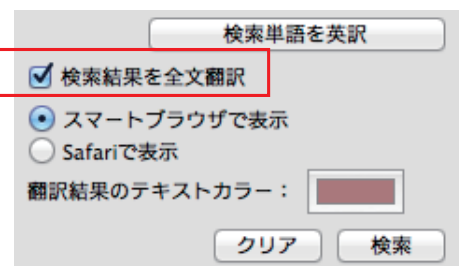 検索単語を英訳
検索結果を全文翻訳
スマートブラウザで表示
Safariで表示
翻訳結果のテキストカラー：
クリア 検索